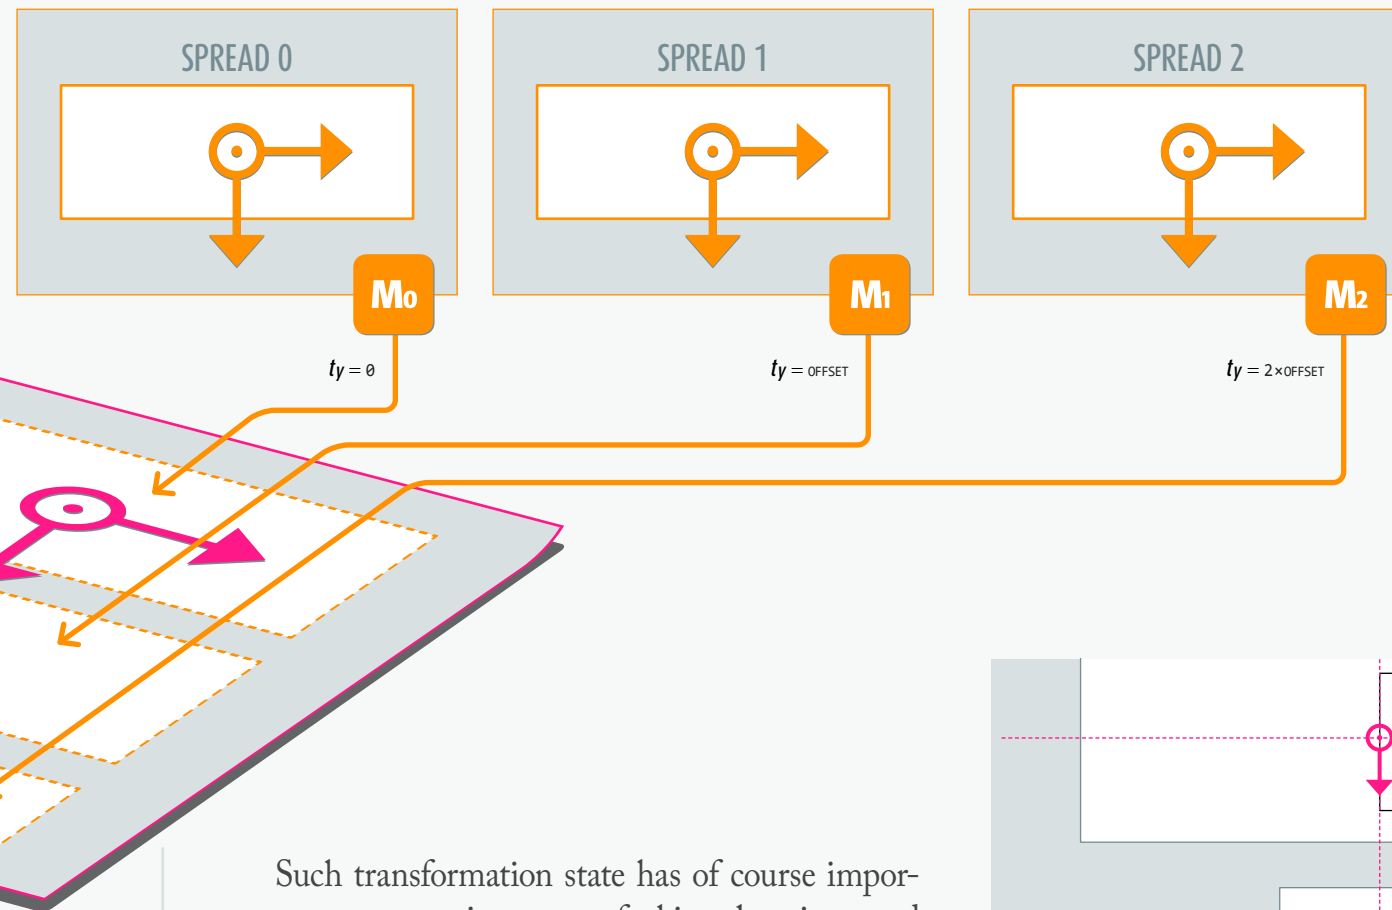 SPREAD 0
SPREAD 1
SPREAD 2
M0
M1
M2
ty = 0
ty = OFFSET
ty = 2×OFFSET
Such transformation state has of course impor-